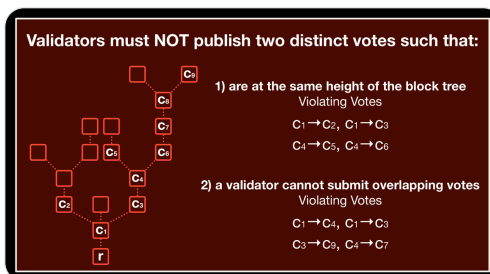 Validators must NOT publish two distinct votes such that:
C₉
C₈
1) are at the same height of the block tree
Violating Votes
C₇
C₁→C₂, C₁→C₃
C₅
C₆
C₄→C₅, C₄→C₆
C₄
2) a validator cannot submit overlapping votes
Violating Votes
C₂
C₃
C₁→C₄, C₁→C₃
C₁
C₃→C₉, C₄→C₇
r